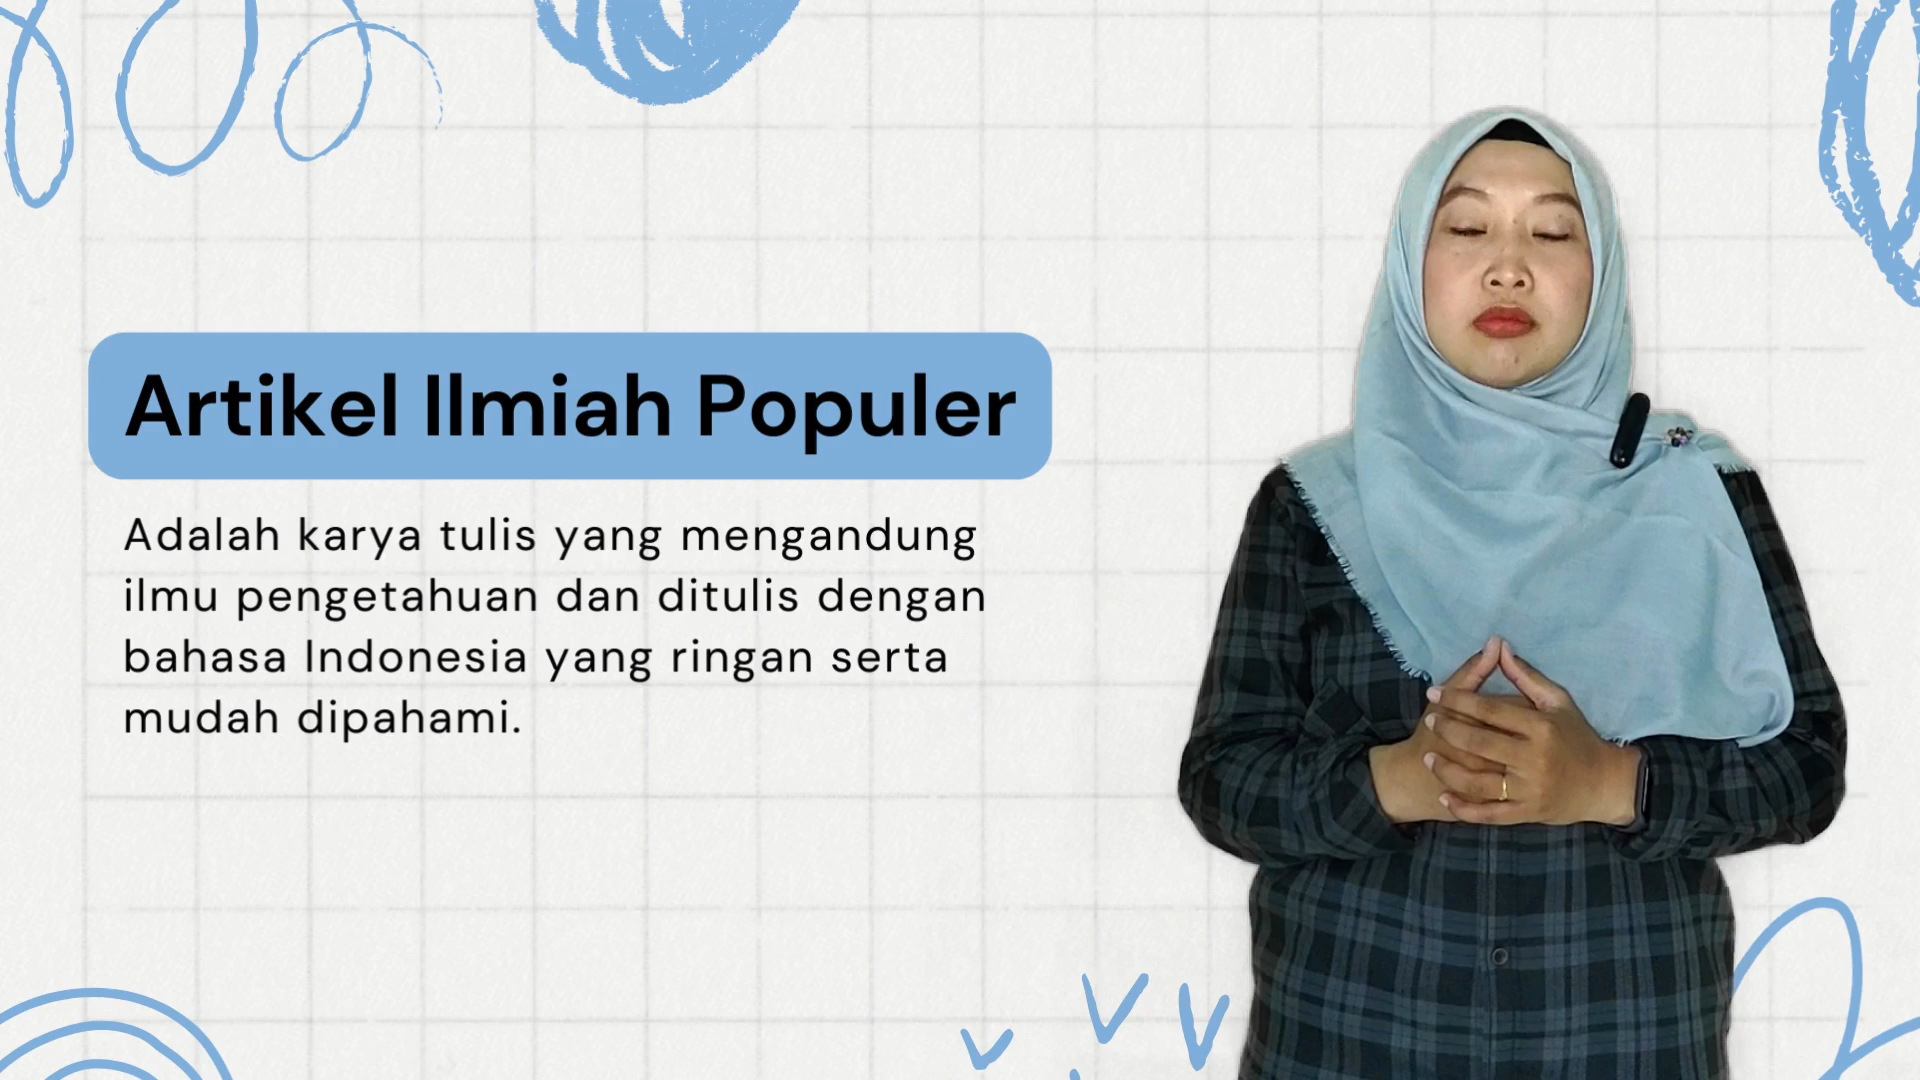 Artikel Ilmiah Populer
Adalah karya tulis yang mengandung
ilmu pengetahuan dan ditulis dengan
bahasa Indonesia yang ringan serta
mudah dipahami.